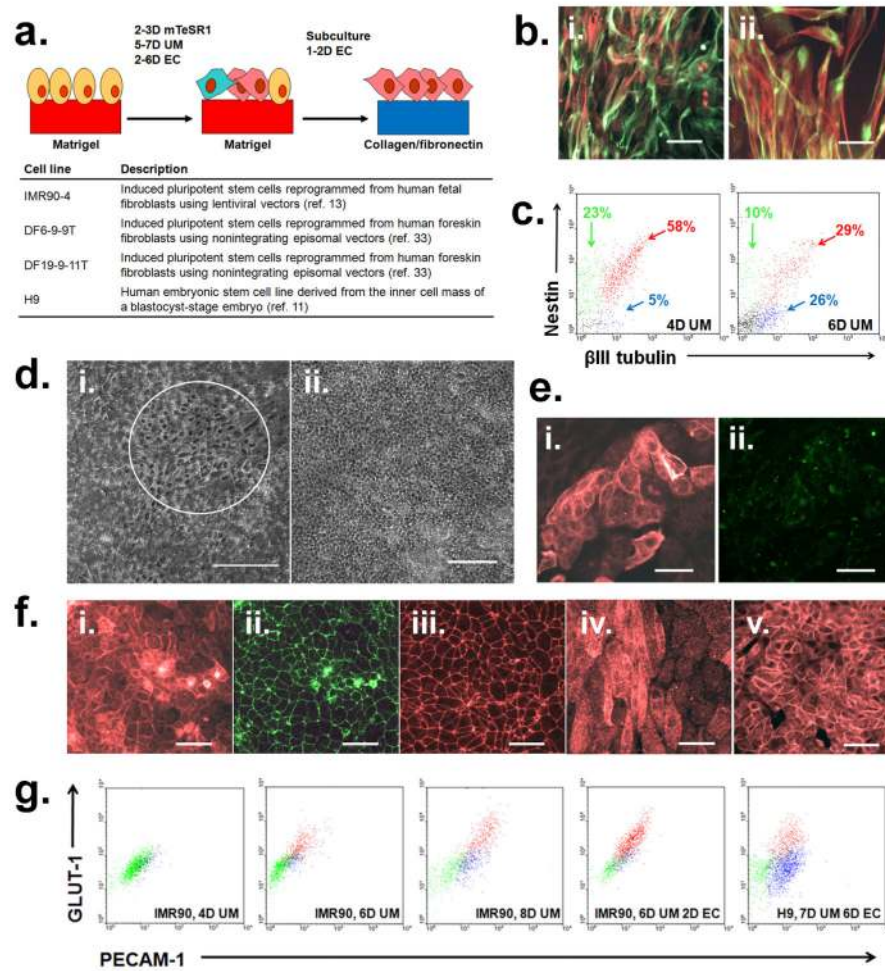 a.
2-3D mTeSR1
5-7D UM
2-6D EC
Subculture
1-2D EC
Matrigel
Matrigel
Collagen/fibronectin
Cell line Description
IMR90-4 Induced pluripotent stem cells reprogrammed from human fetal
fibroblasts using lentiviral vectors (ref. 13)
DF6-9-9T Induced pluripotent stem cells reprogrammed from human foreskin
fibroblasts using nonintegrating episomal vectors (ref. 33)
DF19-9-11T Induced pluripotent stem cells reprogrammed from human foreskin
fibroblasts using nonintegrating episomal vectors (ref. 33)
H9 Human embryonic stem cell line derived from the inner cell mass of
a blastocyst-stage embryo (ref. 11)
b.
i.
ii.
c.
23%
58%
5%
4D UM
10%
29%
26%
6D UM
Nestin
βIII tubulin
d.
i.
ii.
e.
i.
ii.
f.
i.
ii.
iii.
iv.
v.
g.
GLUT-1
IMR90, 4D UM
IMR90, 6D UM
IMR90, 8D UM
IMR90, 6D UM 2D EC
H9, 7D UM 6D EC
PECAM-1